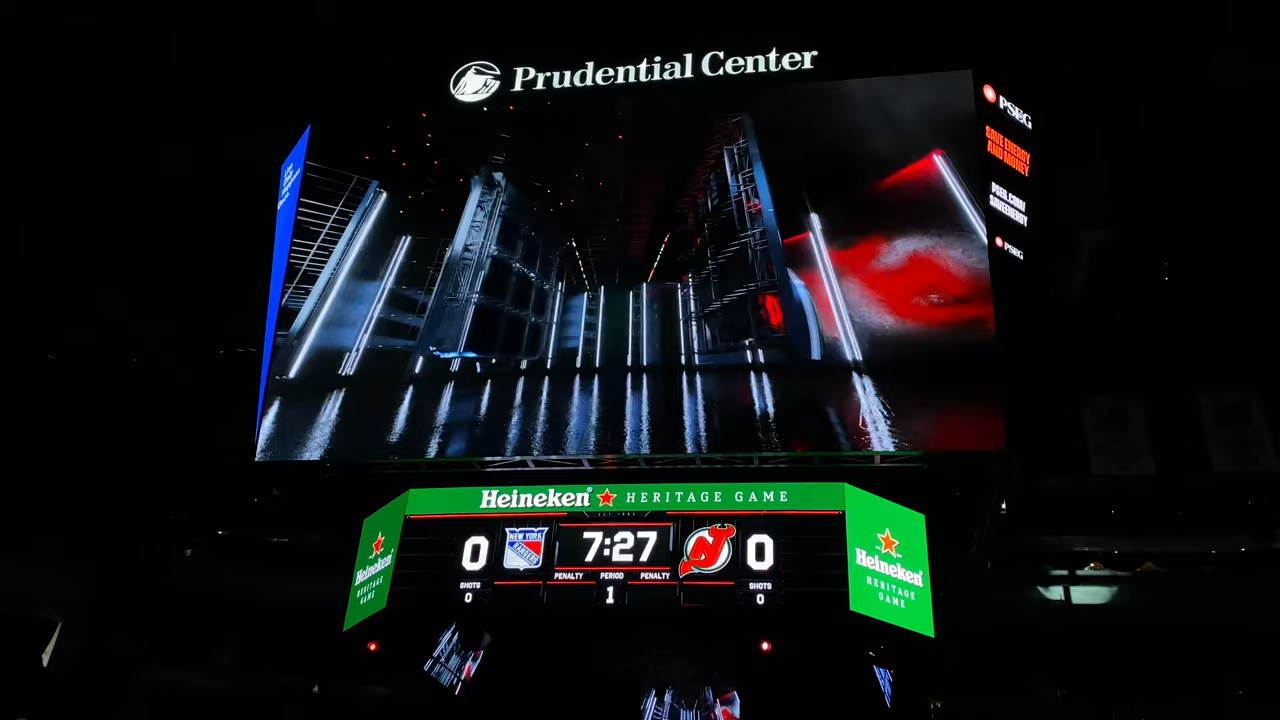 Prudential Center
PSEG
SAVE ENERGY
AND MONEY
PSEG.COM/
SAVEENERGY
PSEG
Heineken® HERITAGE GAME
0 NEW YORK RANGERS 7:27 NJ 0
PENALTY PERIOD PENALTY
SHOTS 1 SHOTS
0 0
Heineken
HERITAGE
GAME
Heineken
HERITAGE
GAME